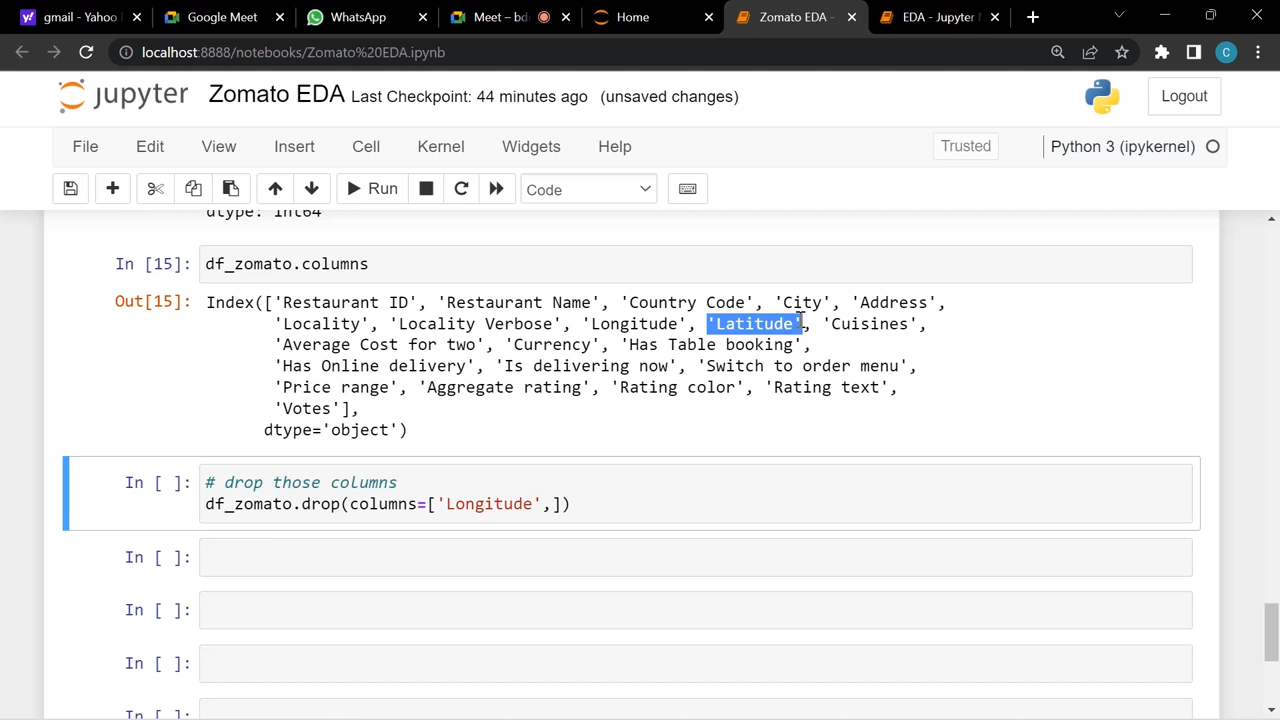 gmail - Yahoo
Google Meet
WhatsApp
Meet – bd
Home
Zomato EDA -
EDA - Jupyter N
localhost:8888/notebooks/Zomato%20EDA.ipynb
C
jupyter
Zomato EDA Last Checkpoint: 44 minutes ago (unsaved changes)
Logout
File Edit View Insert Cell Kernel Widgets Help
Trusted
Python 3 (ipykernel)
Run
Code
dtype: int64
In [15]: df_zomato.columns
Out[15]: Index(['Restaurant ID', 'Restaurant Name', 'Country Code', 'City', 'Address',
'Locality', 'Locality Verbose', 'Longitude', 'Latitude', 'Cuisines',
'Average Cost for two', 'Currency', 'Has Table booking',
'Has Online delivery', 'Is delivering now', 'Switch to order menu',
'Price range', 'Aggregate rating', 'Rating color', 'Rating text',
'Votes'],
dtype='object')
In [ ]: # drop those columns
df_zomato.drop(columns=['Longitude',])
In [ ]:
In [ ]:
In [ ]:
In [ ]: